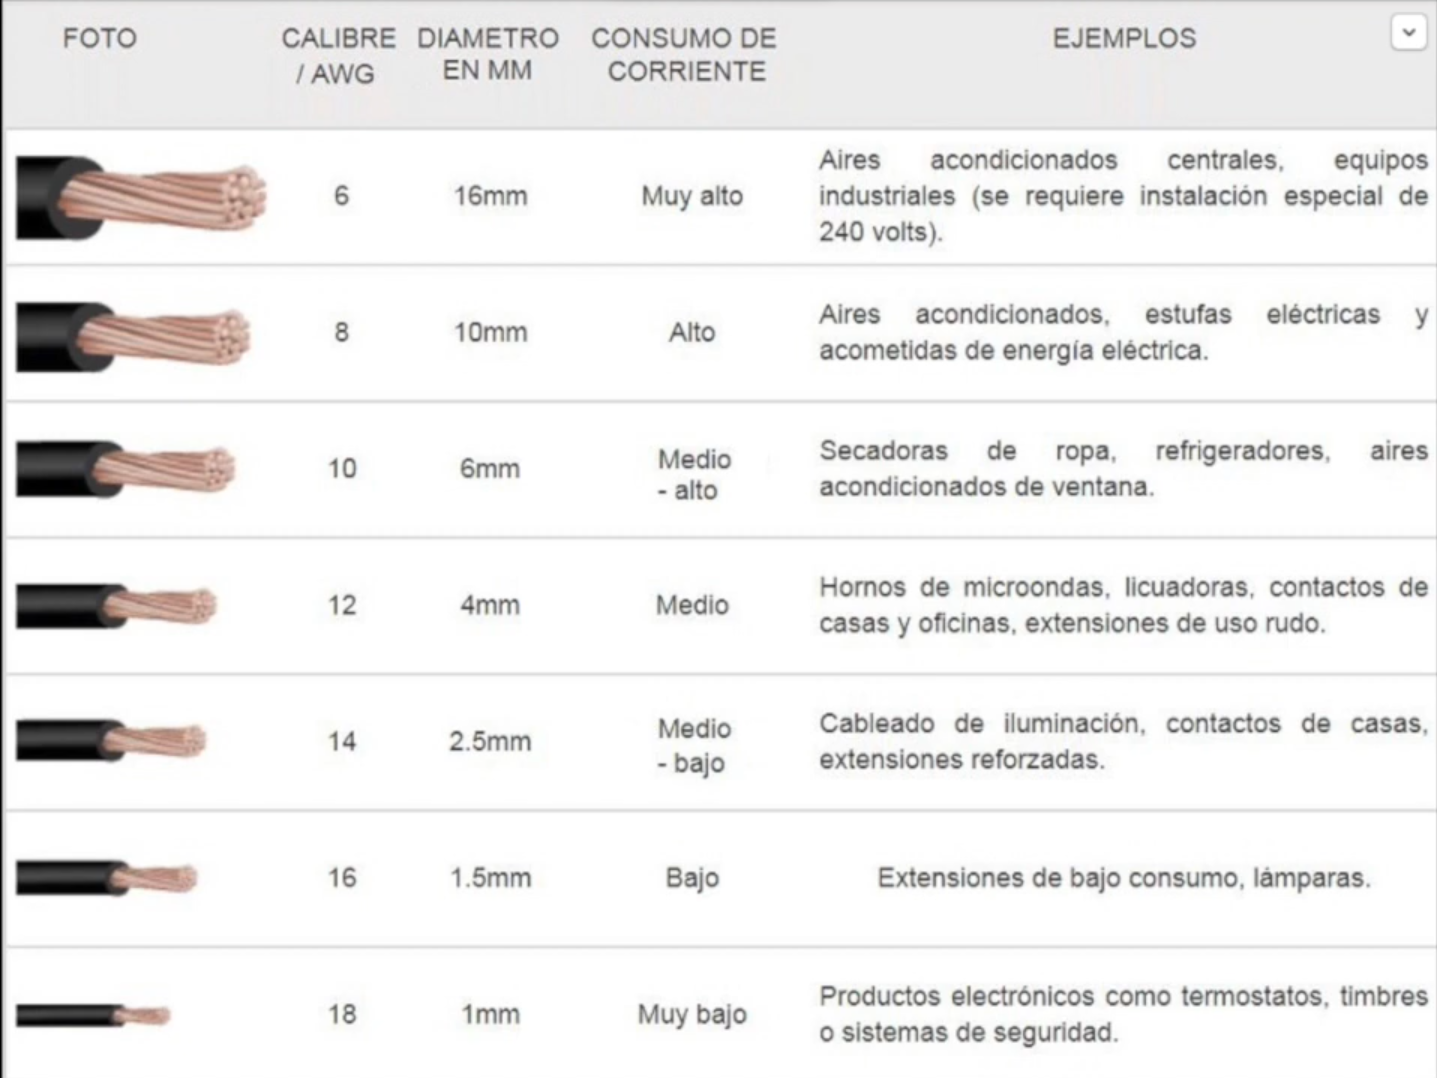 FOTO
CALIBRE
/ AWG
DIAMETRO
EN MM
CONSUMO DE
CORRIENTE
EJEMPLOS
6
16mm
Muy alto
Aires acondicionados centrales, equipos
industriales (se requiere instalación especial de
240 volts).
8
10mm
Alto
Aires acondicionados, estufas eléctricas y
acometidas de energía eléctrica.
10
6mm
Medio
- alto
Secadoras de ropa, refrigeradores, aires
acondicionados de ventana.
12
4mm
Medio
Hornos de microondas, licuadoras, contactos de
casas y oficinas, extensiones de uso rudo.
14
2.5mm
Medio
- bajo
Cableado de iluminación, contactos de casas,
extensiones reforzadas.
16
1.5mm
Bajo
Extensiones de bajo consumo, lámparas.
18
1mm
Muy bajo
Productos electrónicos como termostatos, timbres
o sistemas de seguridad.